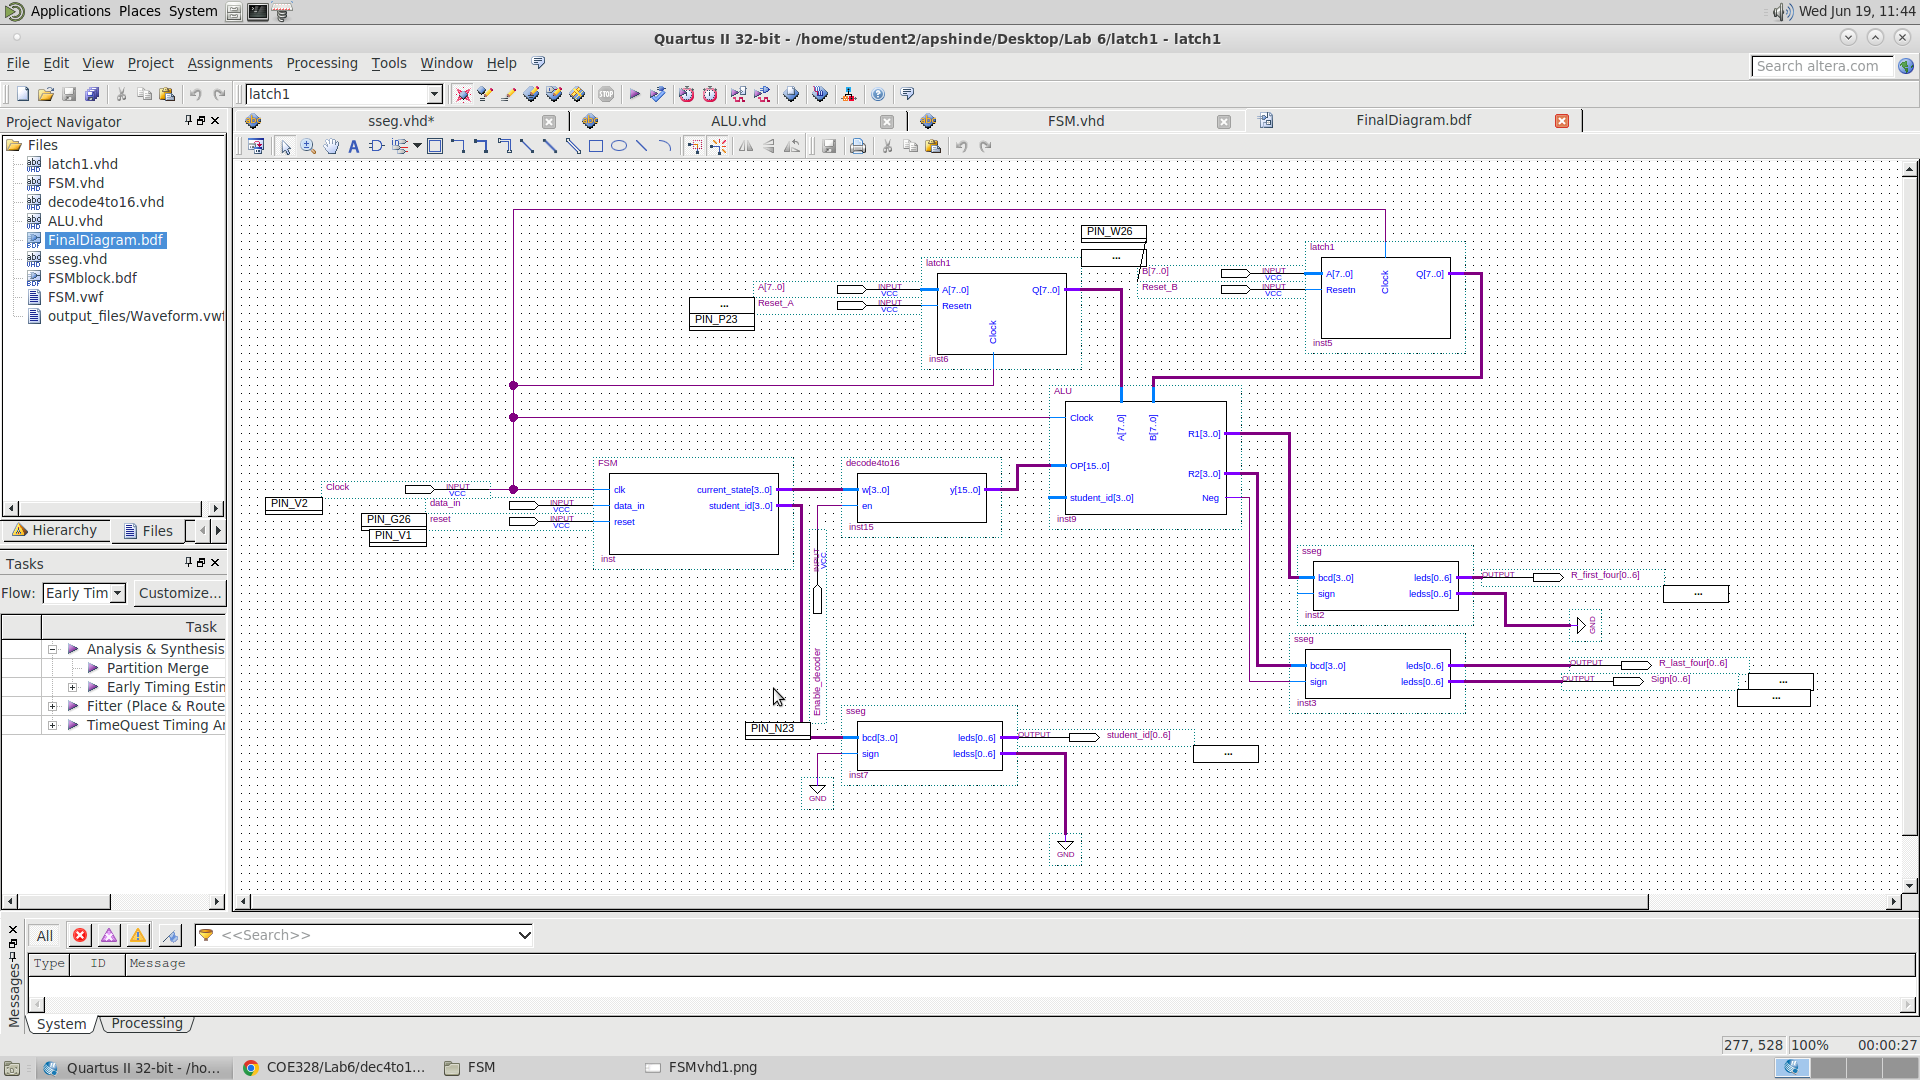 Applications Places System
Wed Jun 19, 11:44
Quartus II 32-bit - /home/student2/apshinde/Desktop/Lab 6/latch1 - latch1
File Edit View Project Assignments Processing Tools Window Help
Search altera.com
latch1
Project Navigator
sseg.vhd*
ALU.vhd
FSM.vhd
FinalDiagram.bdf
Files
latch1.vhd
FSM.vhd
decode4to16.vhd
ALU.vhd
FinalDiagram.bdf
sseg.vhd
FSMblock.bdf
FSM.vwf
output_files/Waveform.vwf
Hierarchy
Files
Tasks
Flow:
Early Tim
Customize...
Task
Analysis & Synthesis
Partition Merge
Early Timing Estin
Fitter (Place & Route
TimeQuest Timing Ar
PIN_W26
...
latch1
A[7..0]
Reset_A
INPUT
VCC
INPUT
VCC
...
PIN_P23
A[7..0]
Resetn
Q[7..0]
Clock
inst6
B[7..0]
Reset_B
INPUT
VCC
INPUT
VCC
latch1
A[7..0]
Resetn
Q[7..0]
Clock
inst5
ALU
Clock
A[7..0]
B[7..0]
OP[15..0]
student_id[3..0]
R1[3..0]
R2[3..0]
Neg
inst9
PIN_V2
Clock
INPUT
VCC
data_in
INPUT
VCC
PIN_G26
reset
INPUT
VCC
PIN_V1
FSM
clk
data_in
reset
current_state[3..0]
student_id[3..0]
inst
decode4to16
w[3..0]
en
y[15..0]
inst15
INPUT
VCC
Enable_decoder
PIN_N23
sseg
bcd[3..0]
sign
leds[0..6]
ledss[0..6]
inst2
OUTPUT
R_first_four[0..6]
...
GND
sseg
bcd[3..0]
sign
leds[0..6]
ledss[0..6]
inst3
OUTPUT
R_last_four[0..6]
OUTPUT
Sign[0..6]
...
...
sseg
bcd[3..0]
sign
leds[0..6]
ledss[0..6]
inst7
OUTPUT
student_id[0..6]
...
GND
GND
Messages
All
<<Search>>
Type ID Message
System
Processing
277, 528 100% 00:00:27
Quartus II 32-bit - /ho...
COE328/Lab6/dec4to1...
FSM
FSMvhd1.png